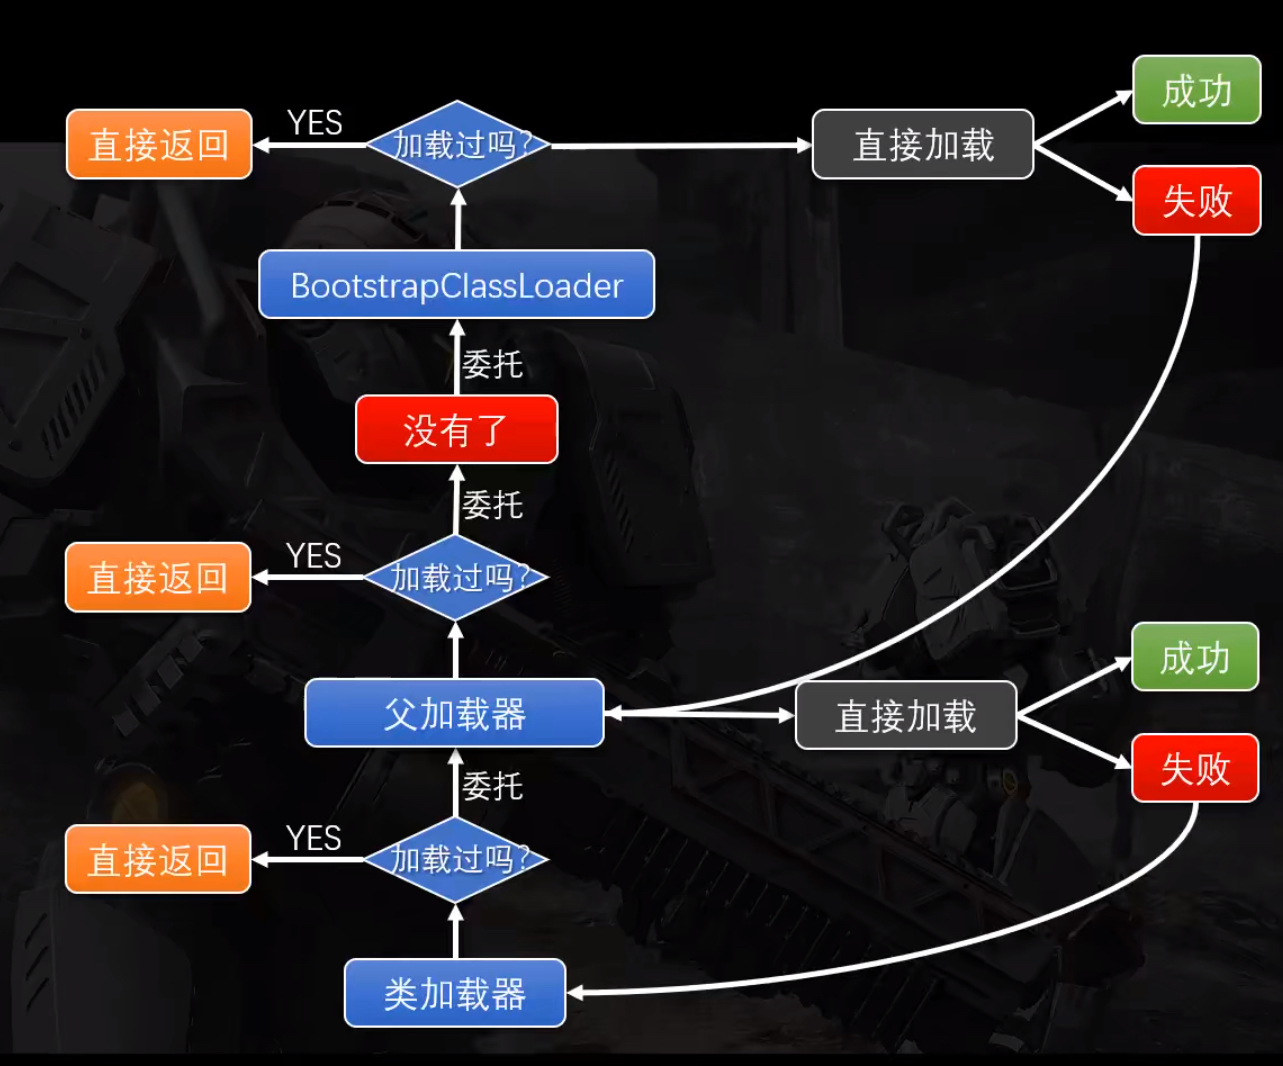 成功
YES
直接返回
加载过吗?
直接加载
失败
BootstrapClassLoader
委托
没有了
委托
YES
直接返回
加载过吗?
成功
父加载器
直接加载
失败
委托
YES
直接返回
加载过吗?
类加载器